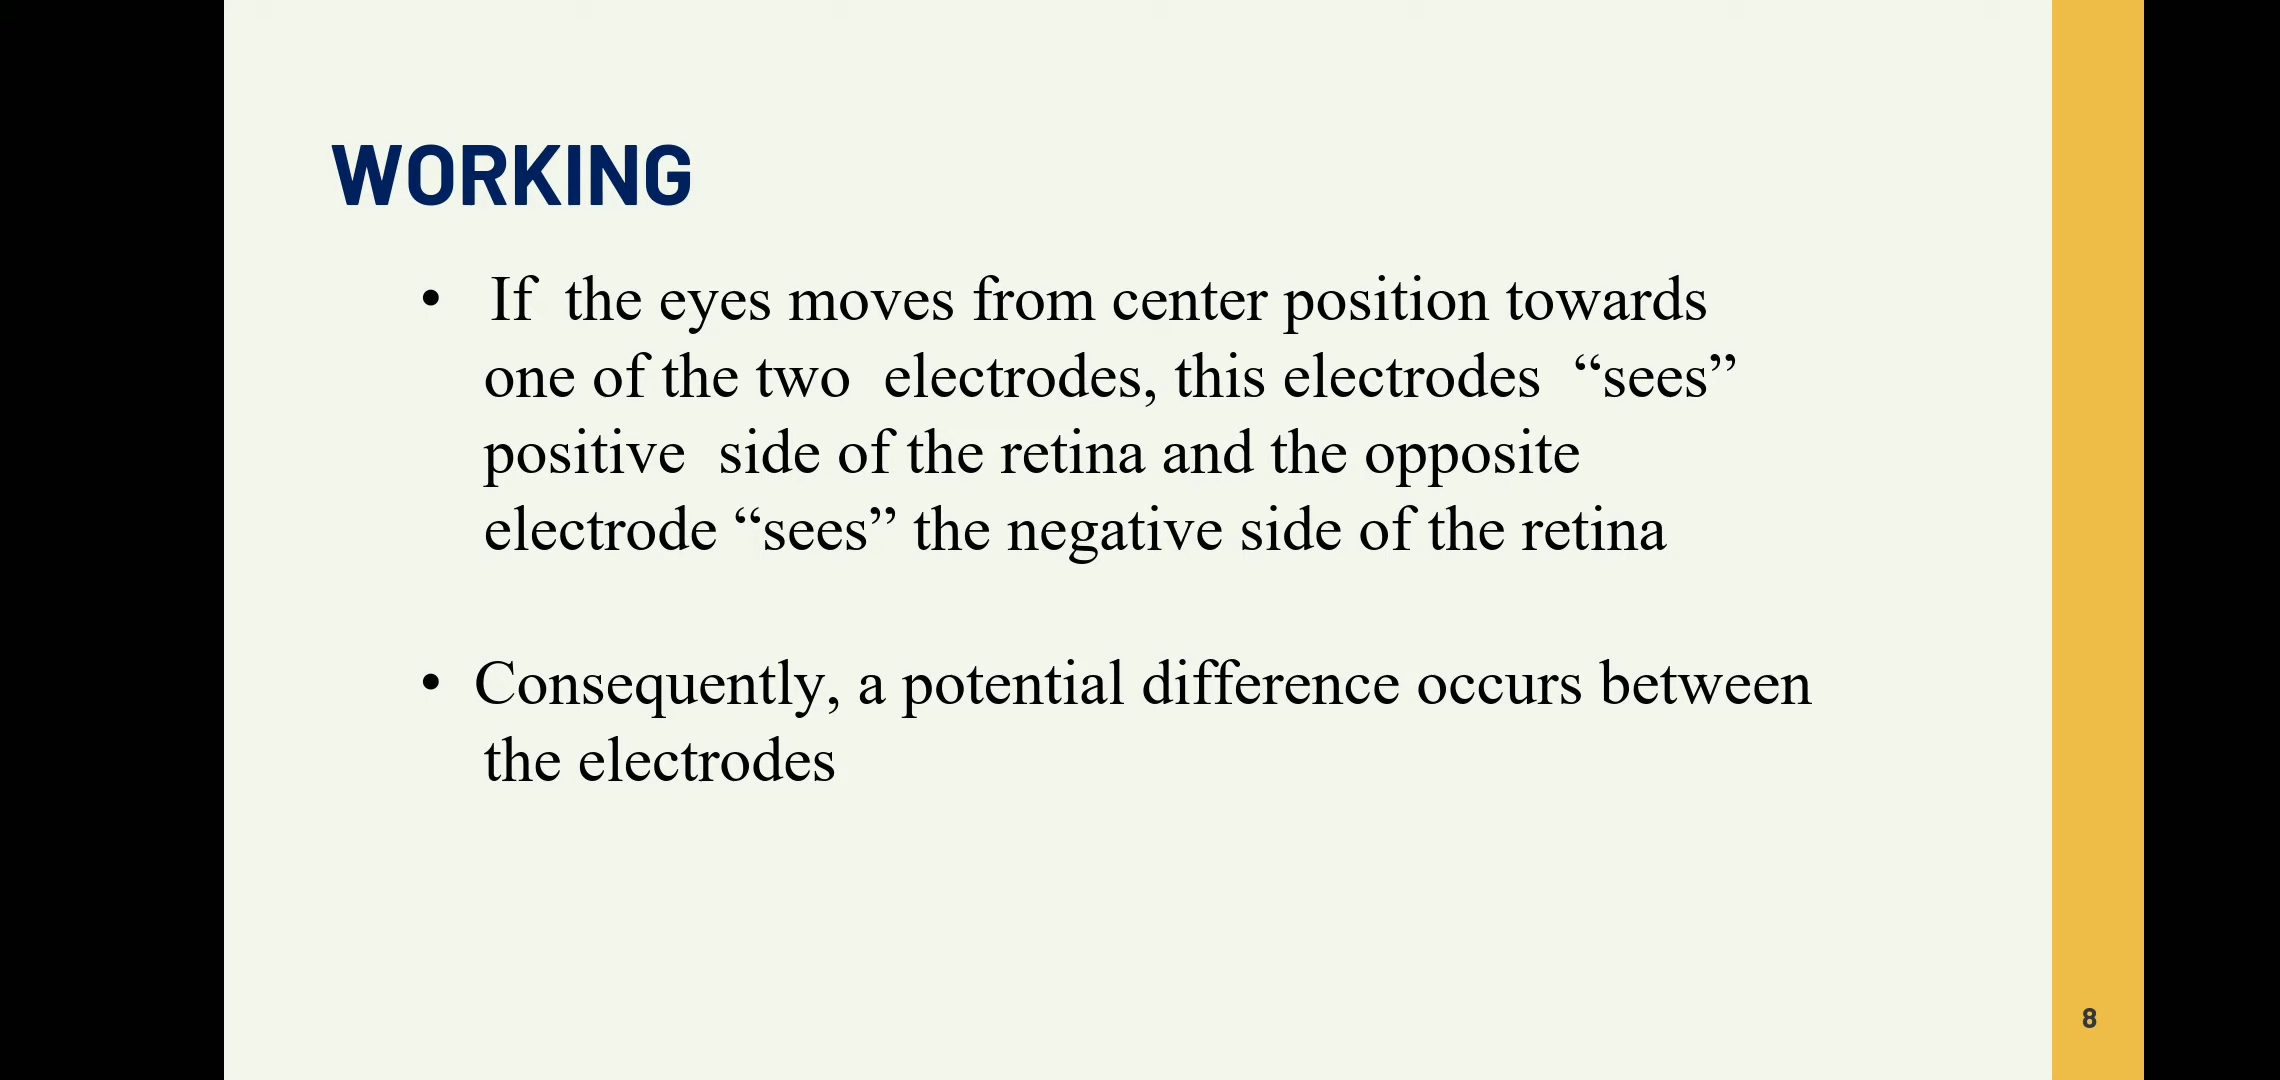 WORKING
• If the eyes moves from center position towards
one of the two electrodes, this electrodes “sees”
positive side of the retina and the opposite
electrode “sees” the negative side of the retina
• Consequently, a potential difference occurs between
the electrodes
8